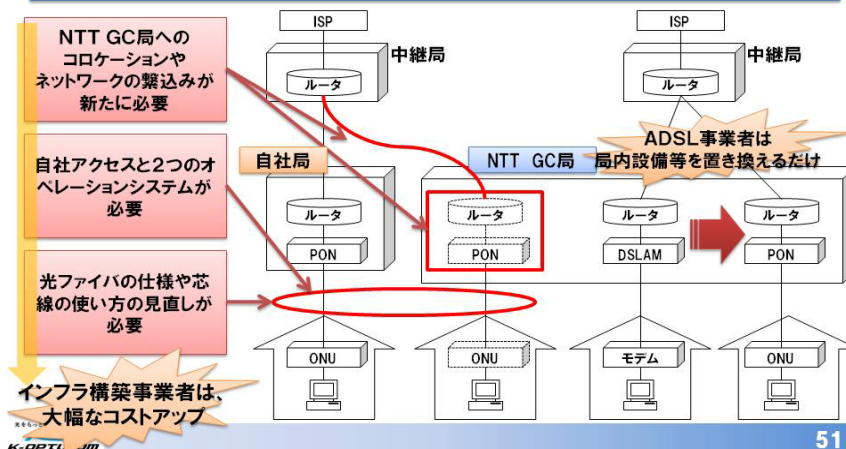 NTT GC局への
コロケーションや
ネットワークの繋込みが
新たに必要
自社アクセスと2つのオ
ペレーションシステムが
必要
光ファイバの仕様や芯
線の使い方の見直しが
必要
インフラ構築事業者は、
大幅なコストアップ
ISP
中継局
ルータ
ISP
中継局
ルータ
自社局
NTT GC局
ADSL事業者は
局内設備等を置き換えるだけ
ルータ
ルータ
ルータ
ルータ
PON
PON
DSLAM
PON
ONU
ONU
モデム
ONU
51